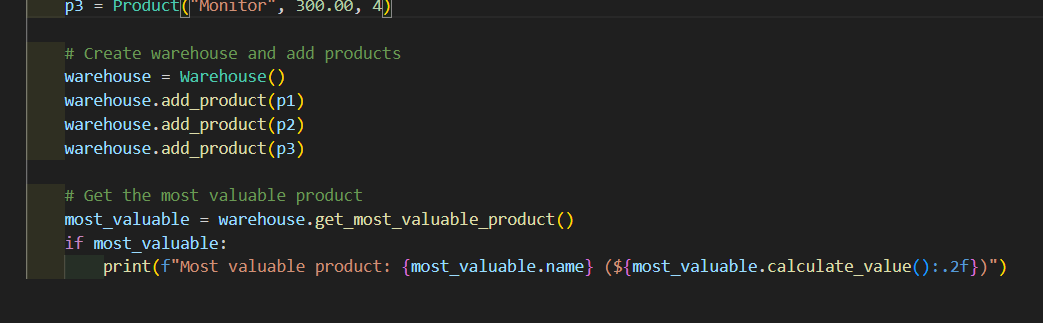 p3 = Product("Monitor", 300.00, 4)
# Create warehouse and add products
warehouse = Warehouse()
warehouse.add_product(p1)
warehouse.add_product(p2)
warehouse.add_product(p3)
# Get the most valuable product
most_valuable = warehouse.get_most_valuable_product()
if most_valuable:
print(f"Most valuable product: {most_valuable.name} (${most_valuable.calculate_value():.2f})")